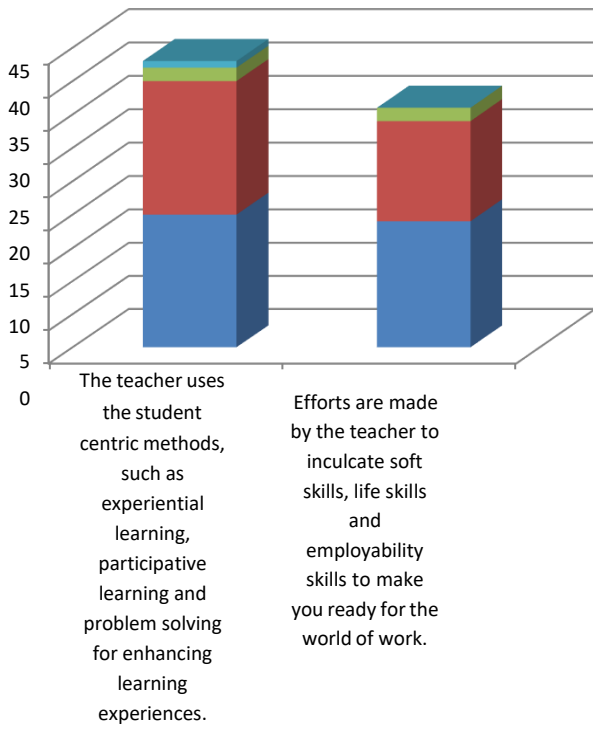 45
40
35
30
25
20
15
10
5
0
The teacher uses
the student
centric methods,
such as
experiential
learning,
participative
learning and
problem solving
for enhancing
learning
experiences.
Efforts are made
by the teacher to
inculcate soft
skills, life skills
and
employability
skills to make
you ready for the
world of work.